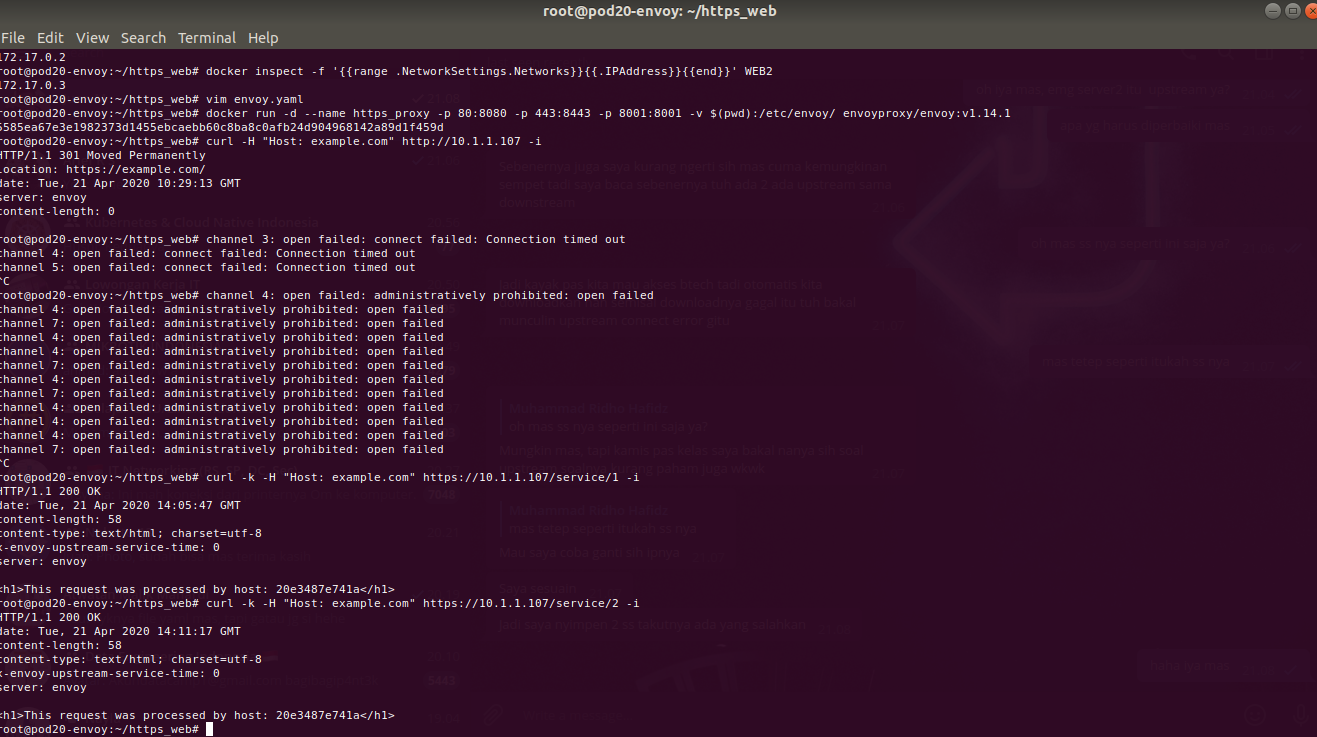 root@pod20-envoy: ~/https_web
File Edit View Search Terminal Help
172.17.0.2
root@pod20-envoy:~/https_web# docker inspect -f '{{range .NetworkSettings.Networks}}{{.IPAddress}}{{end}}' WEB2
172.17.0.3
root@pod20-envoy:~/https_web# vim envoy.yaml
root@pod20-envoy:~/https_web# docker run -d --name https_proxy -p 80:8080 -p 443:8443 -p 8001:8001 -v $(pwd):/etc/envoy/ envoyproxy/envoy:v1.14.1
5585ea67e3e1982373d1455ebcaebb60c8ba8c0afb24d904968142a89d1f459d
root@pod20-envoy:~/https_web# curl -H "Host: example.com" http://10.1.1.107 -i
HTTP/1.1 301 Moved Permanently
location: https://example.com/
date: Tue, 21 Apr 2020 10:29:13 GMT
server: envoy
content-length: 0
root@pod20-envoy:~/https_web# channel 3: open failed: connect failed: Connection timed out
channel 4: open failed: connect failed: Connection timed out
channel 5: open failed: connect failed: Connection timed out
^C
root@pod20-envoy:~/https_web# channel 4: open failed: administratively prohibited: open failed
channel 4: open failed: administratively prohibited: open failed
channel 7: open failed: administratively prohibited: open failed
channel 4: open failed: administratively prohibited: open failed
channel 4: open failed: administratively prohibited: open failed
channel 7: open failed: administratively prohibited: open failed
channel 4: open failed: administratively prohibited: open failed
channel 7: open failed: administratively prohibited: open failed
channel 4: open failed: administratively prohibited: open failed
channel 4: open failed: administratively prohibited: open failed
channel 4: open failed: administratively prohibited: open failed
channel 7: open failed: administratively prohibited: open failed
^C
root@pod20-envoy:~/https_web# curl -k -H "Host: example.com" https://10.1.1.107/service/1 -i
HTTP/1.1 200 OK
date: Tue, 21 Apr 2020 14:05:47 GMT
content-length: 58
content-type: text/html; charset=utf-8
x-envoy-upstream-service-time: 0
server: envoy
<h1>This request was processed by host: 20e3487e741a</h1>
root@pod20-envoy:~/https_web# curl -k -H "Host: example.com" https://10.1.1.107/service/2 -i
HTTP/1.1 200 OK
date: Tue, 21 Apr 2020 14:11:17 GMT
content-length: 58
content-type: text/html; charset=utf-8
x-envoy-upstream-service-time: 0
server: envoy
<h1>This request was processed by host: 20e3487e741a</h1>
root@pod20-envoy:~/https_web#